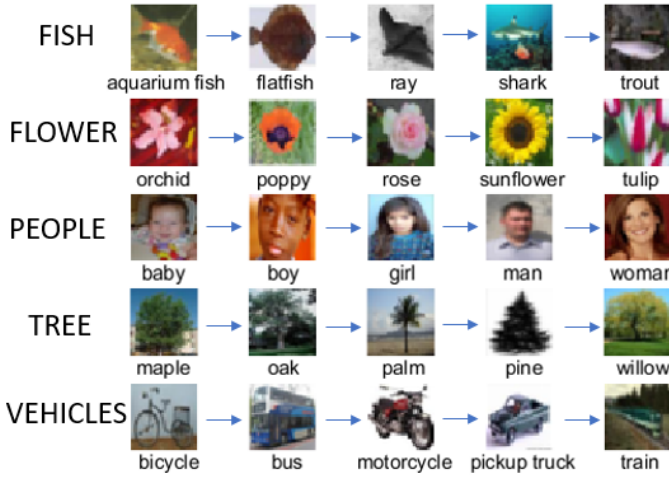 FISH
aquarium fish flatfish ray shark trout
FLOWER
orchid poppy rose sunflower tulip
PEOPLE
baby boy girl man woman
TREE
maple oak palm pine willow
VEHICLES
bicycle bus motorcycle pickup truck train